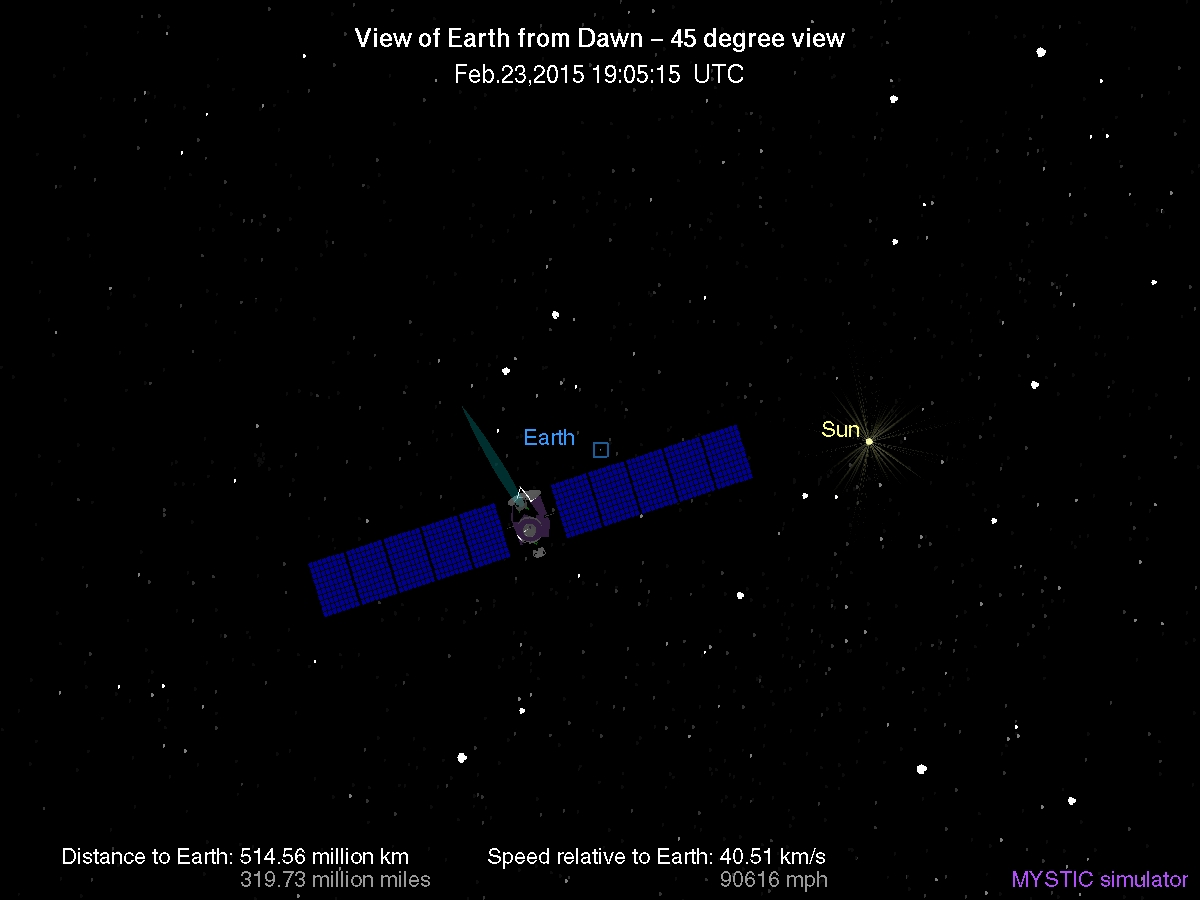 View of Earth from Dawn – 45 degree view
Feb.23,2015 19:05:15 UTC
Earth
Sun
Distance to Earth: 514.56 million km
319.73 million miles
Speed relative to Earth: 40.51 km/s
90616 mph
MYSTIC simulator